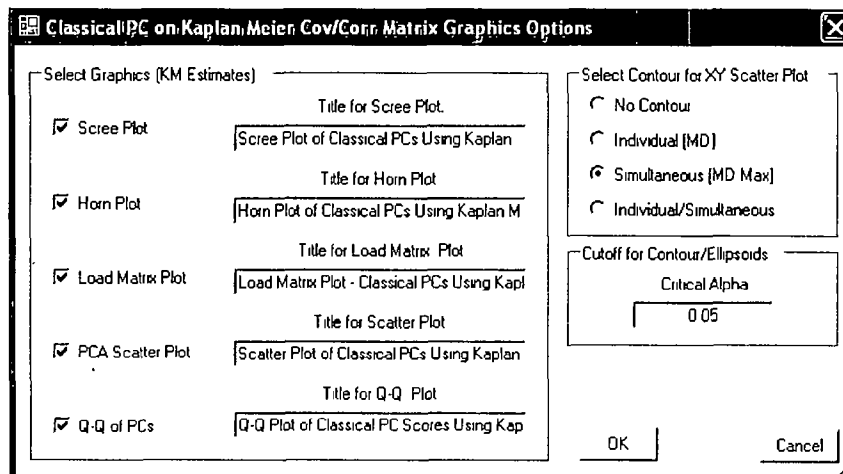 Classical PC on Kaplan Meier Cov/Corr Matrix Graphics Options
Select Graphics (KM Estimates)
Title for Scree Plot.
Scree Plot
Scree Plot of Classical PCs Using Kaplan
Title for Horn Plot
Horn Plot
Horn Plot of Classical PCs Using Kaplan M
Title for Load Matrix Plot
Load Matrix Plot
Load Matrix Plot - Classical PCs Using Kapl
Title for Scatter Plot
PCA Scatter Plot
Scatter Plot of Classical PCs Using Kaplan
Title for Q-Q Plot
Q-Q of PCs
Q-Q Plot of Classical PC Scores Using Kap
Select Contour for XY Scatter Plot
No Contour
Individual [MD]
Simultaneous [MD Max]
Individual/Simultaneous
Cutoff for Contour/Ellipsoids
Critical Alpha
0.05
OK
Cancel